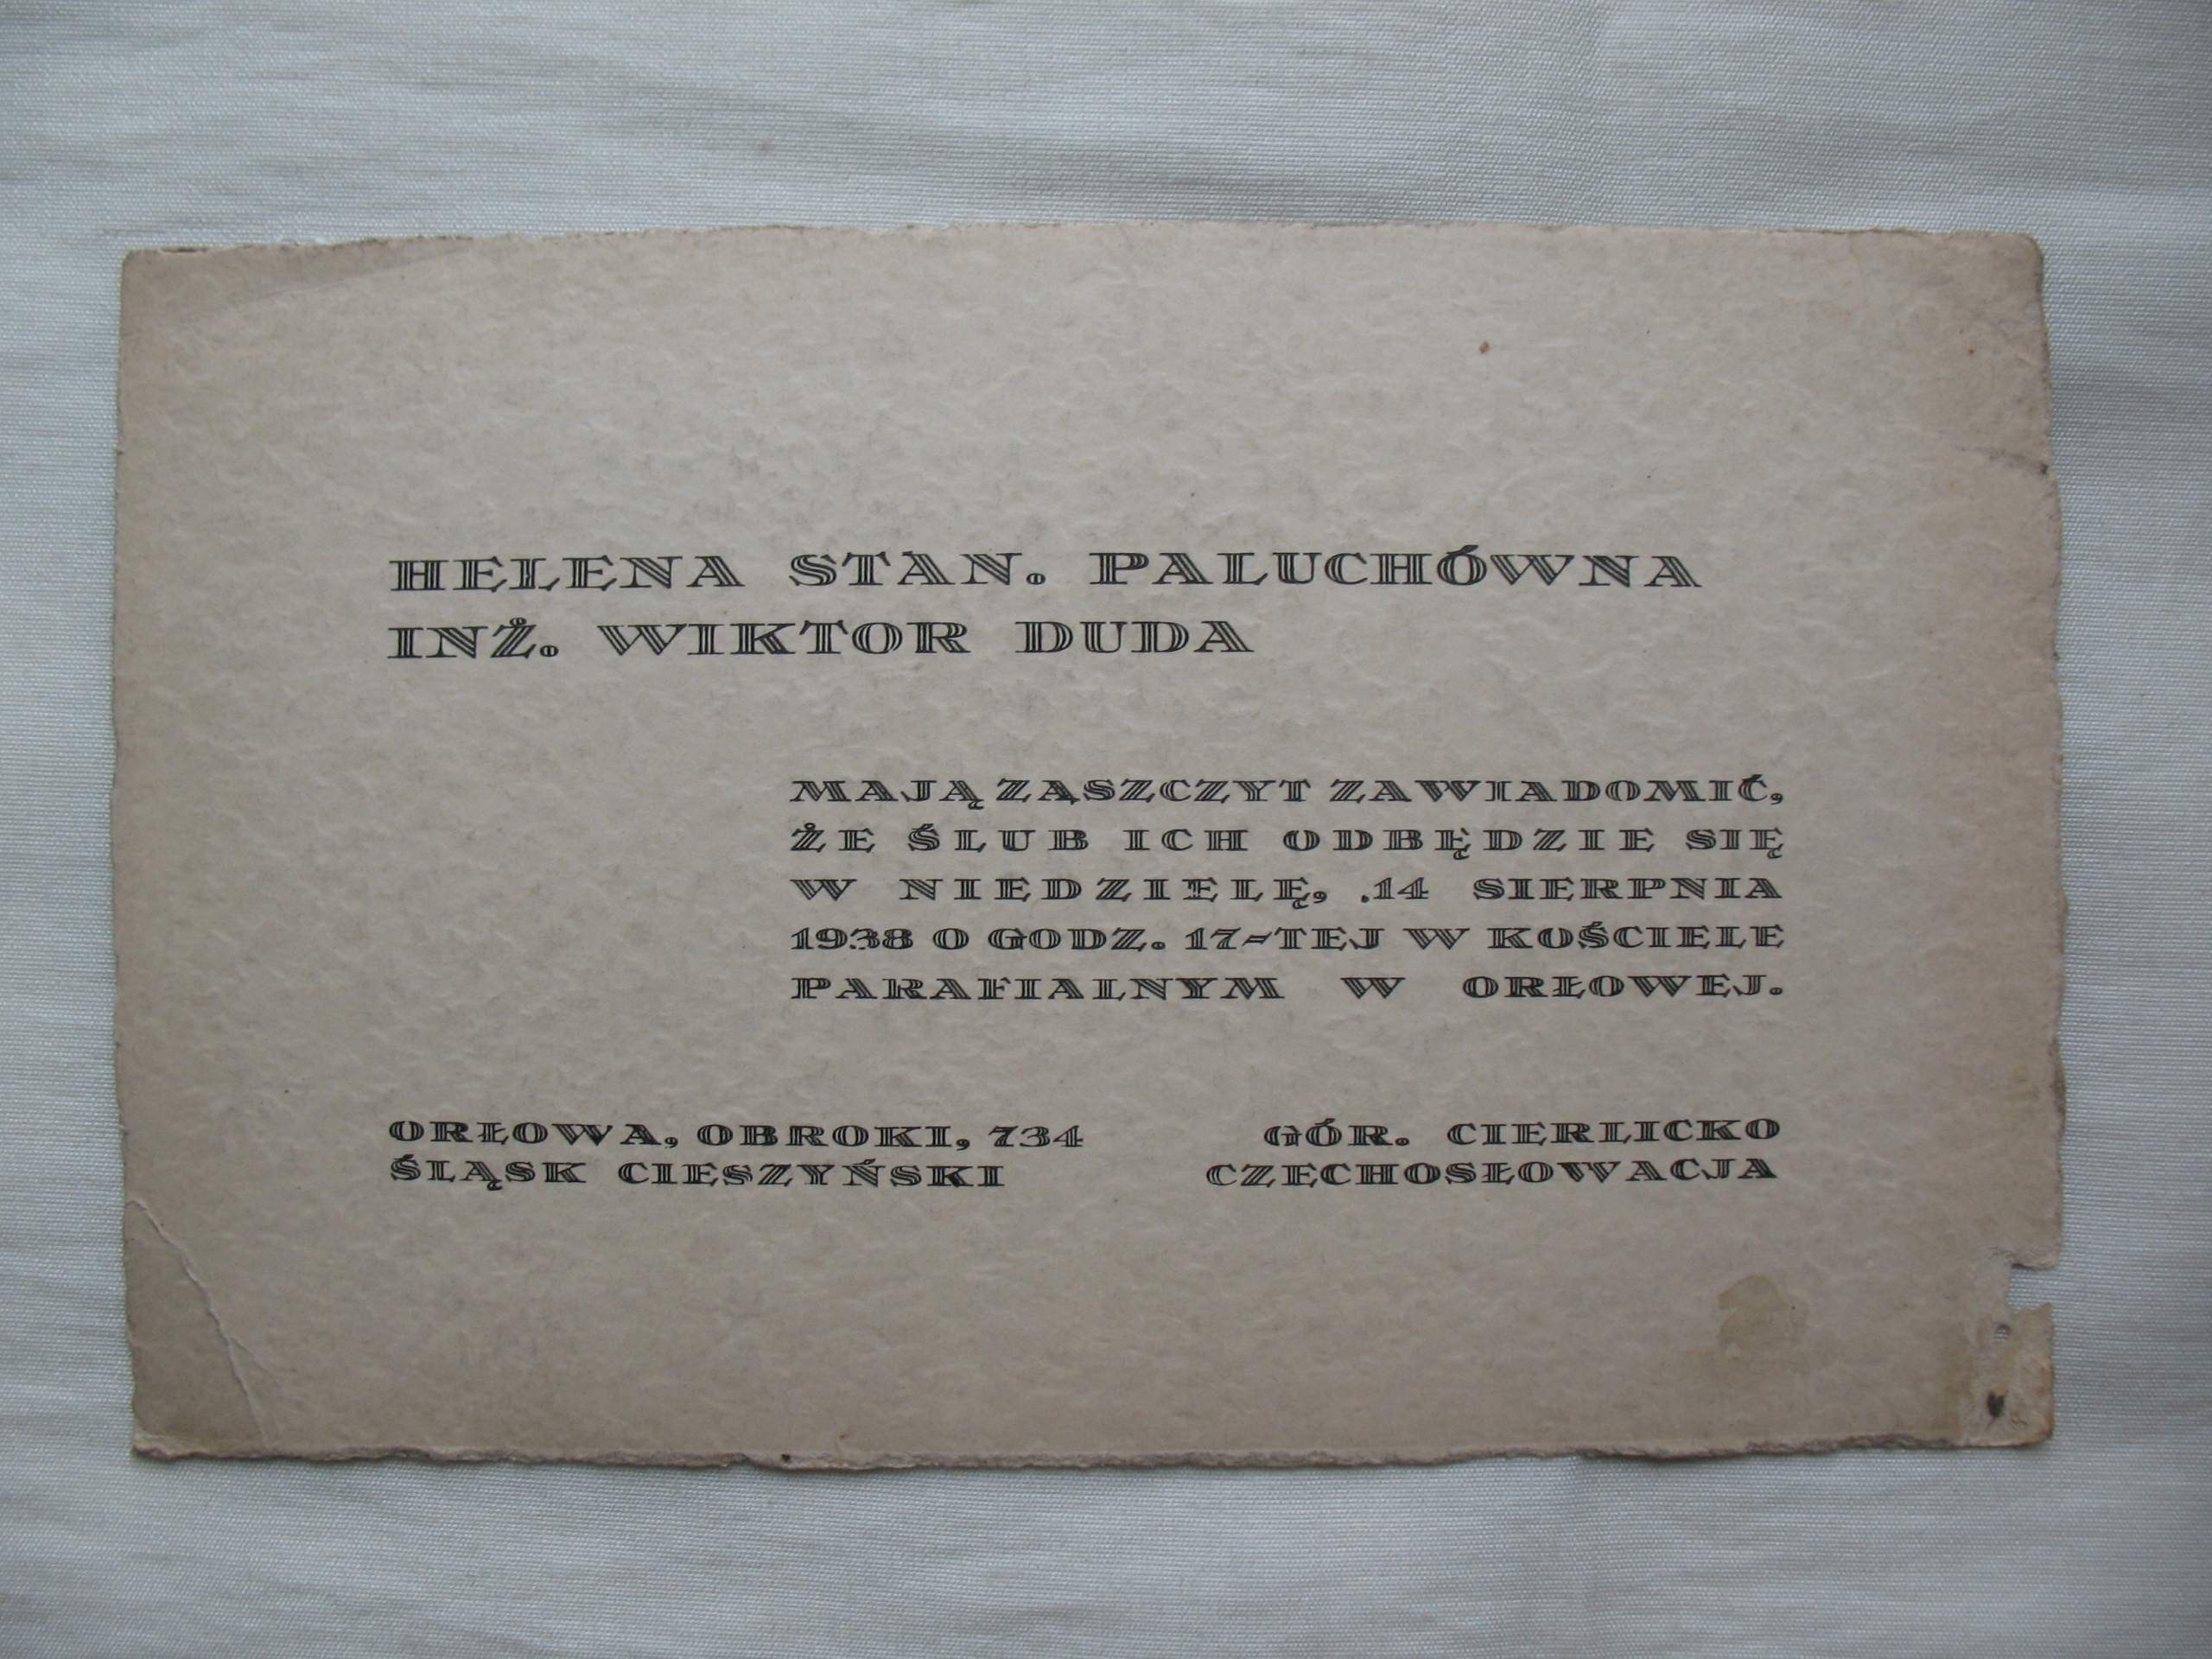 HELENA STAN. PALUCHÓWNA
INŻ. WIKTOR DUDA
MAJĄ ZĄSZCZYT ZAWIADOMIĆ,
ŻE ŚLUB ICH ODBĘDZIE SIĘ
W NIEDZIELĘ, .14 SIERPNIA
1938 O GODZ. 17-TEJ W KOŚCIELE
PARAFIALNYM W ORŁOWEJ.
ORŁOWA, OBROKI, 734
ŚLĄSK CIESZYŃSKI
GÓR. CIERLICKO
CZECHOSŁOWACJA